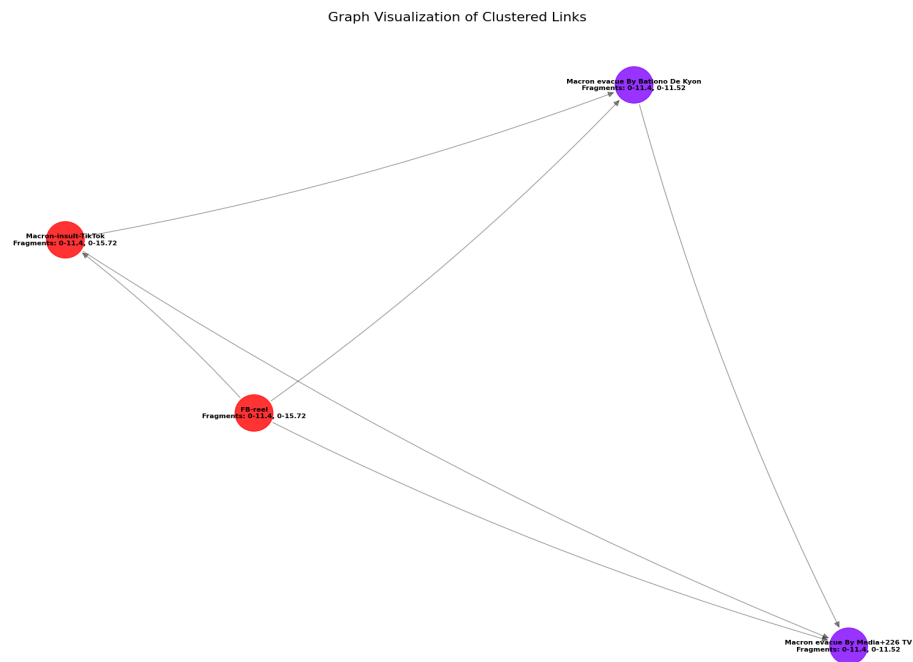 Graph Visualization of Clustered Links
Macron evacue By Bationo De Kyon
Fragments: 0-11.4, 0-11.52
Macron-insult-TikTok
Fragments: 0-11.4, 0-15.72
FB-reel
Fragments: 0-11.4, 0-15.72
Macron evacue By Media+226 TV
Fragments: 0-11.4, 0-11.52